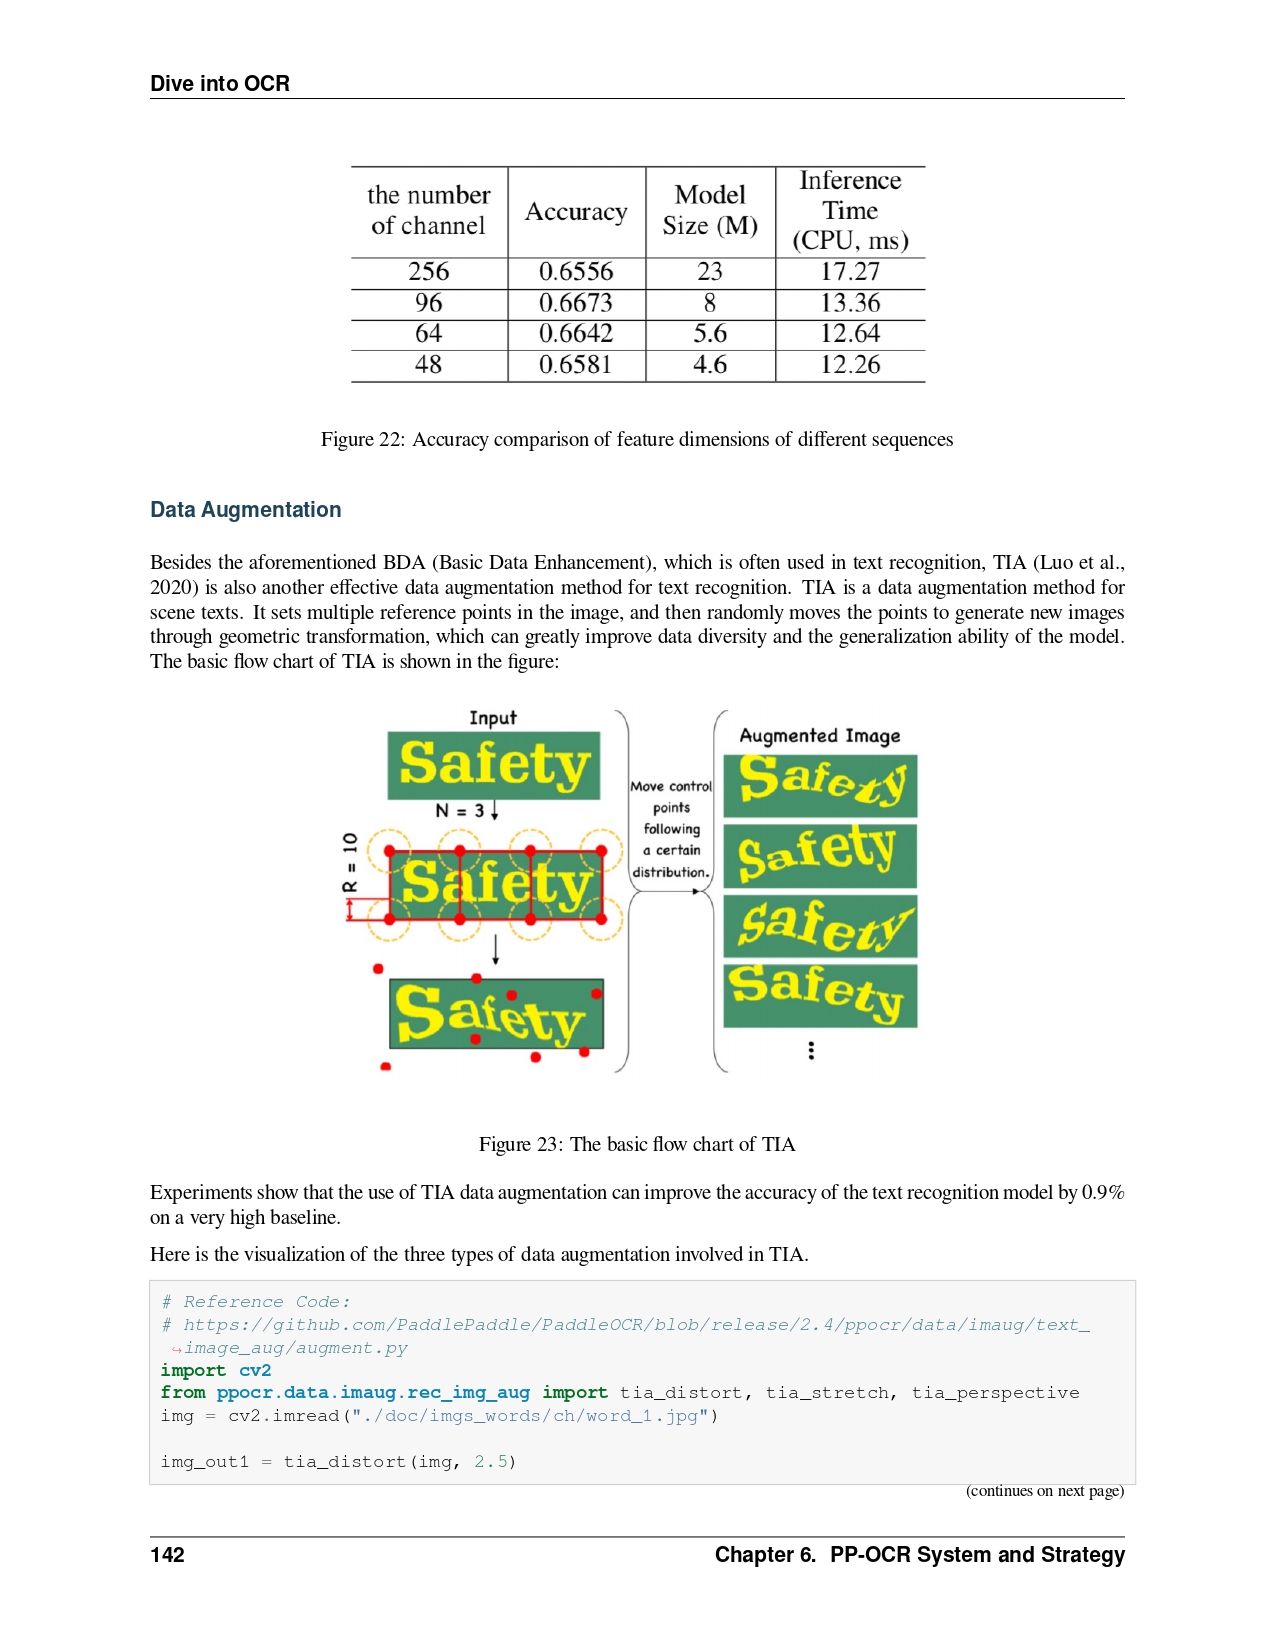 Dive into OCR
the number of channel | Accuracy | Model Size (M) | Inference Time (CPU, ms)
256 | 0.6556 | 23 | 17.27
96 | 0.6673 | 8 | 13.36
64 | 0.6642 | 5.6 | 12.64
48 | 0.6581 | 4.6 | 12.26
Figure 22: Accuracy comparison of feature dimensions of different sequences
Data Augmentation
Besides the aforementioned BDA (Basic Data Enhancement), which is often used in text recognition, TIA (Luo et al.,
2020) is also another effective data augmentation method for text recognition. TIA is a data augmentation method for
scene texts. It sets multiple reference points in the image, and then randomly moves the points to generate new images
through geometric transformation, which can greatly improve data diversity and the generalization ability of the model.
The basic flow chart of TIA is shown in the figure:
Input
Safety
N = 3
R = 10
Safety
Safety
Move control
points
following
a certain
distribution.
Augmented Image
Safety
Safety
Safety
Safety
Figure 23: The basic flow chart of TIA
Experiments show that the use of TIA data augmentation can improve the accuracy of the text recognition model by 0.9%
on a very high baseline.
Here is the visualization of the three types of data augmentation involved in TIA.
# Reference Code:
# https://github.com/PaddlePaddle/PaddleOCR/blob/release/2.4/ppocr/data/imaug/text_
↪image_aug/augment.py
import cv2
from ppocr.data.imaug.rec_img_aug import tia_distort, tia_stretch, tia_perspective
img = cv2.imread("./doc/imgs_words/ch/word_1.jpg")
img_out1 = tia_distort(img, 2.5)
(continues on next page)
142
Chapter 6. PP-OCR System and Strategy